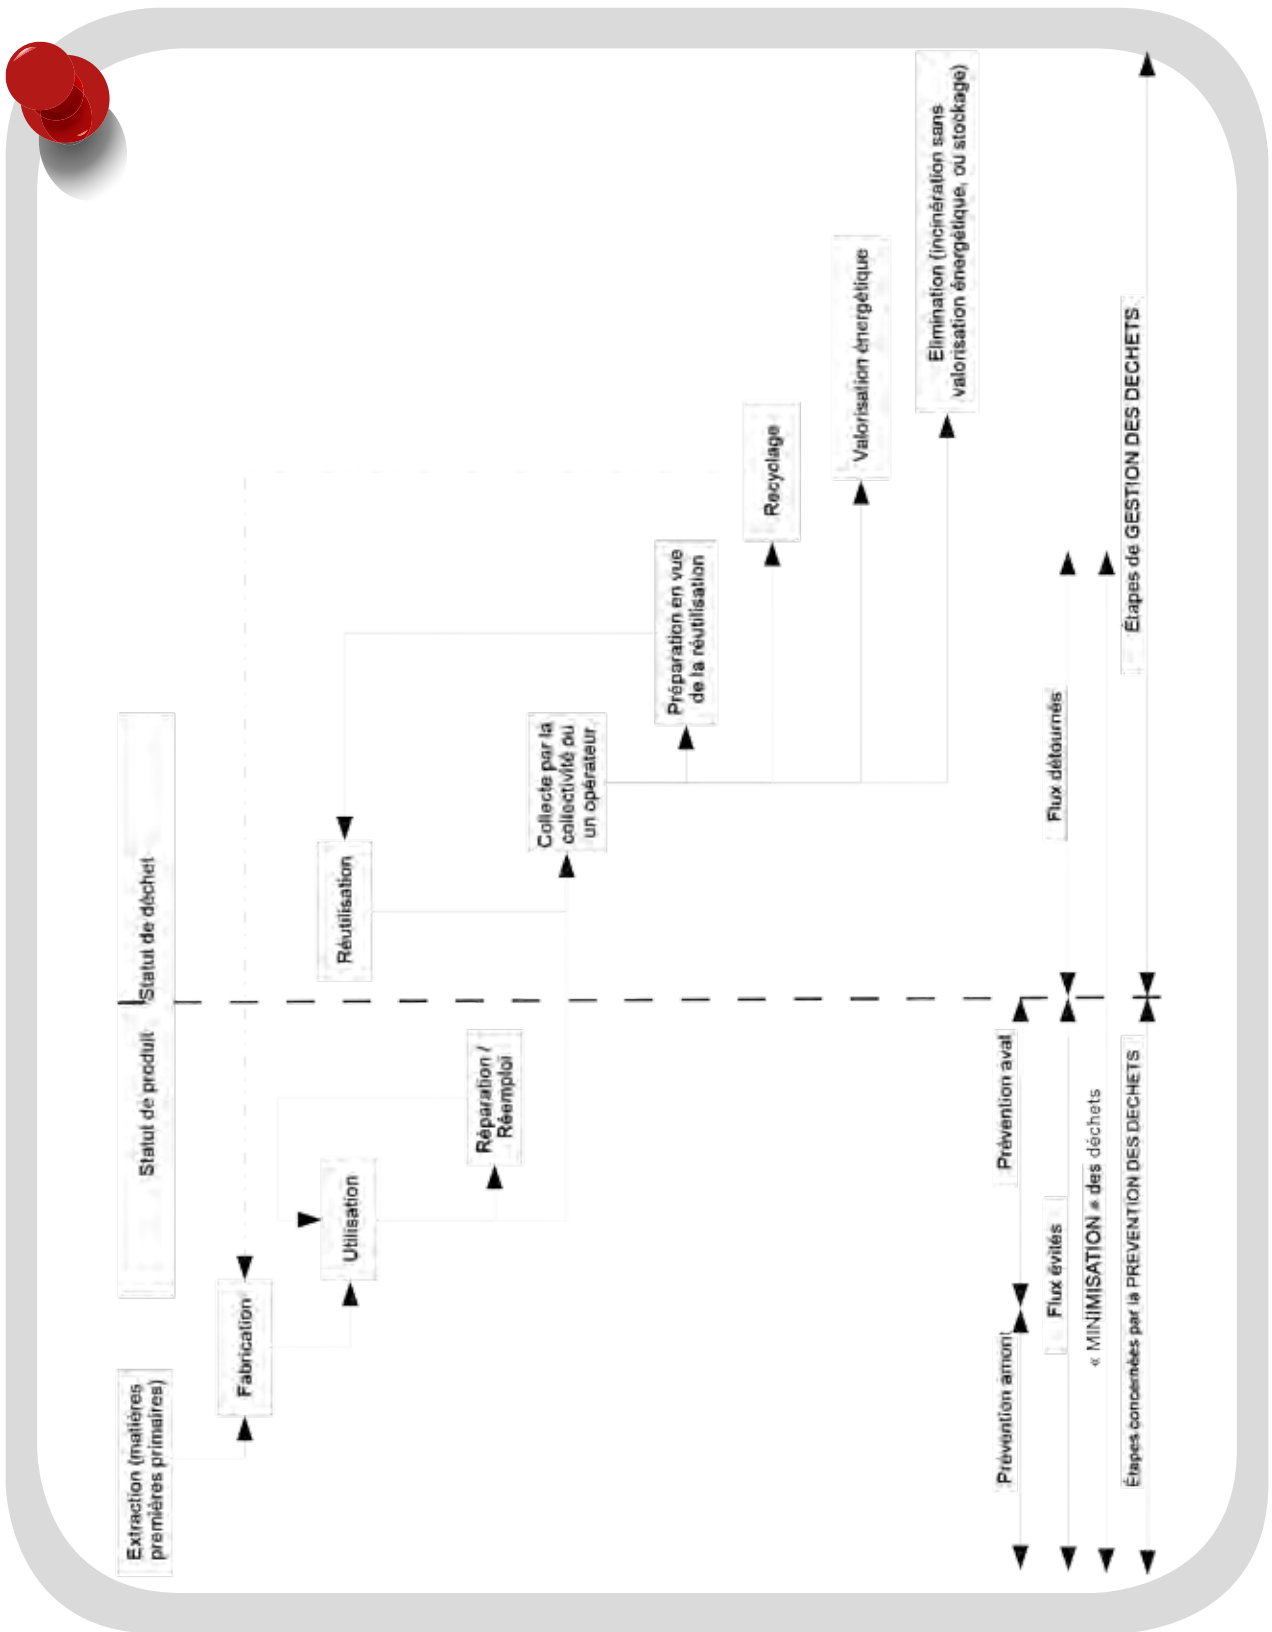 Statut de produit
Statut de déchet
Extraction (matières
premières primaires)
Fabrication
Utilisation
Réutilisation
Réparation /
Réemploi
Collecte par la
collectivité ou
un opérateur
Préparation en vue
de la réutilisation
Recyclage
Valorisation énergétique
Elimination (incinération sans
valorisation énergétique, ou stockage)
Prévention amont
Prévention aval
Flux évités
Flux détournés
« MINIMISATION » des déchets
Étapes concernées par la PREVENTION DES DECHETS
Étapes de GESTION DES DECHETS